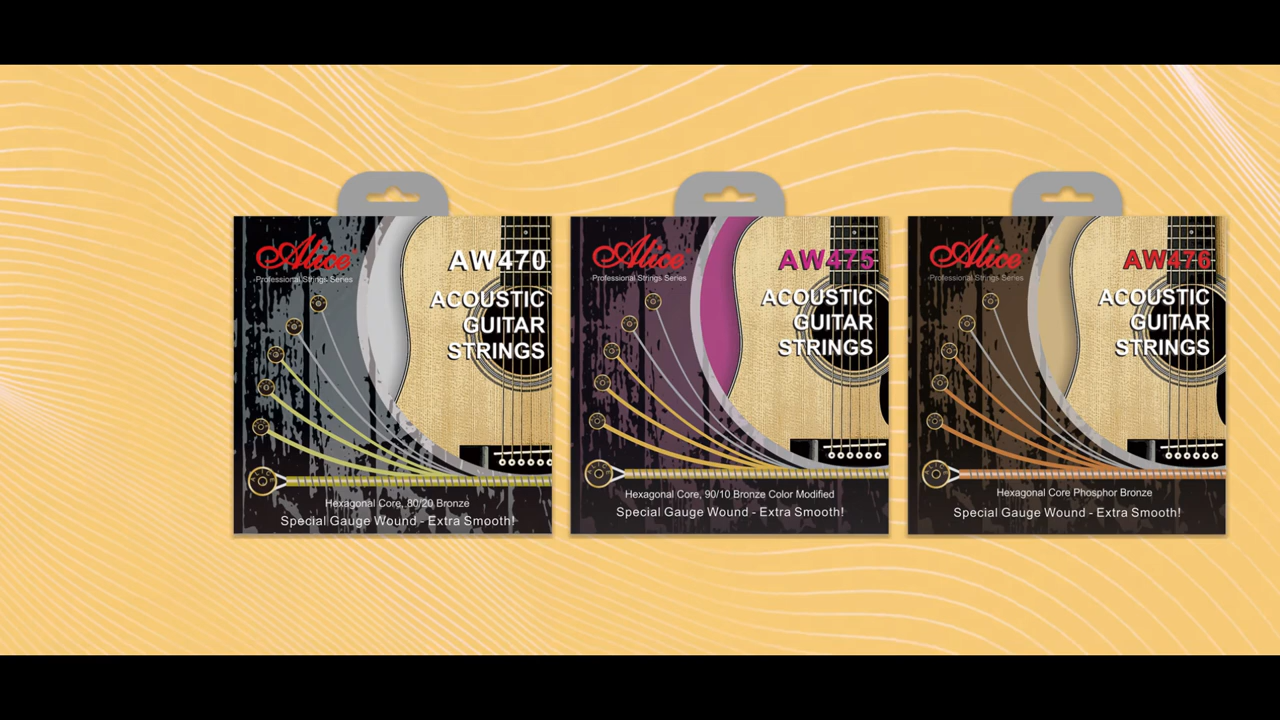 Alice
Professional Strings Series
AW470
ACOUSTIC
GUITAR
STRINGS
Hexagonal Core, 80/20 Bronze
Special Gauge Wound - Extra Smooth!
Alice
Professional Strings Series
AW475
ACOUSTIC
GUITAR
STRINGS
Hexagonal Core, 90/10 Bronze Color Modified
Special Gauge Wound - Extra Smooth!
Alice
Professional Strings Series
AW476
ACOUSTIC
GUITAR
STRINGS
Hexagonal Core Phosphor Bronze
Special Gauge Wound - Extra Smooth!